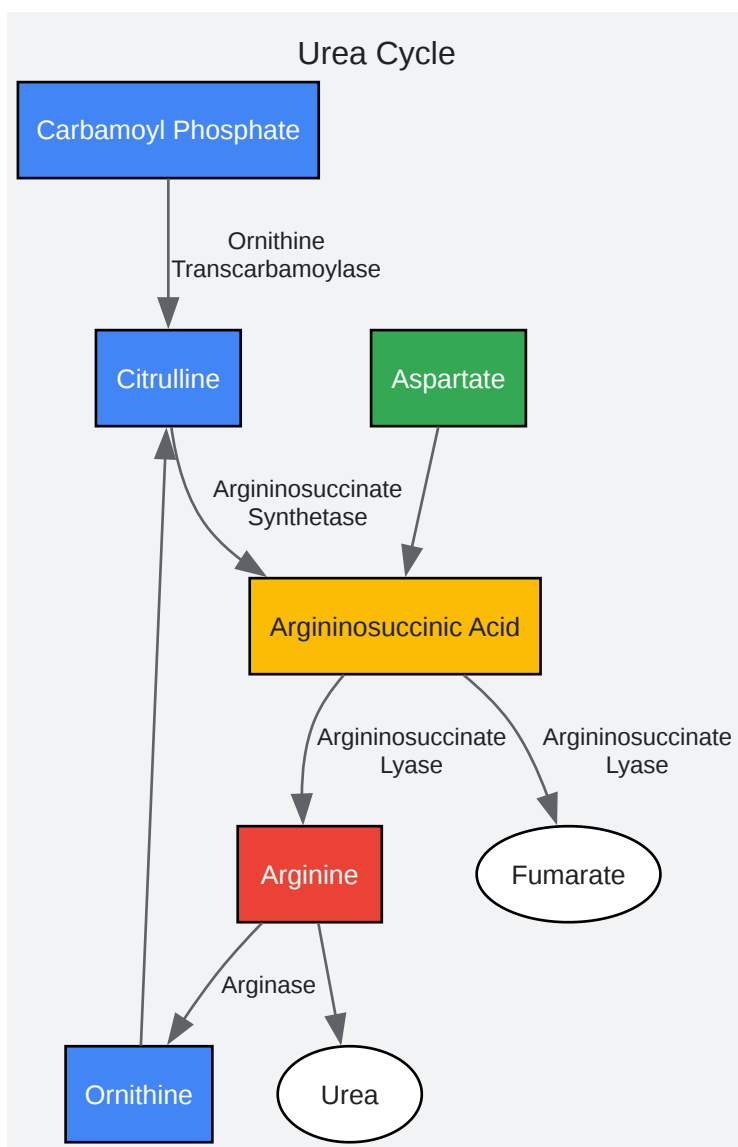 Urea Cycle
Carbamoyl Phosphate
Ornithine
Transcarbamoylase
Citrulline
Aspartate
Argininosuccinate
Synthetase
Argininosuccinic Acid
Argininosuccinate
Lyase
Argininosuccinate
Lyase
Arginine
Fumarate
Arginase
Ornithine
Urea